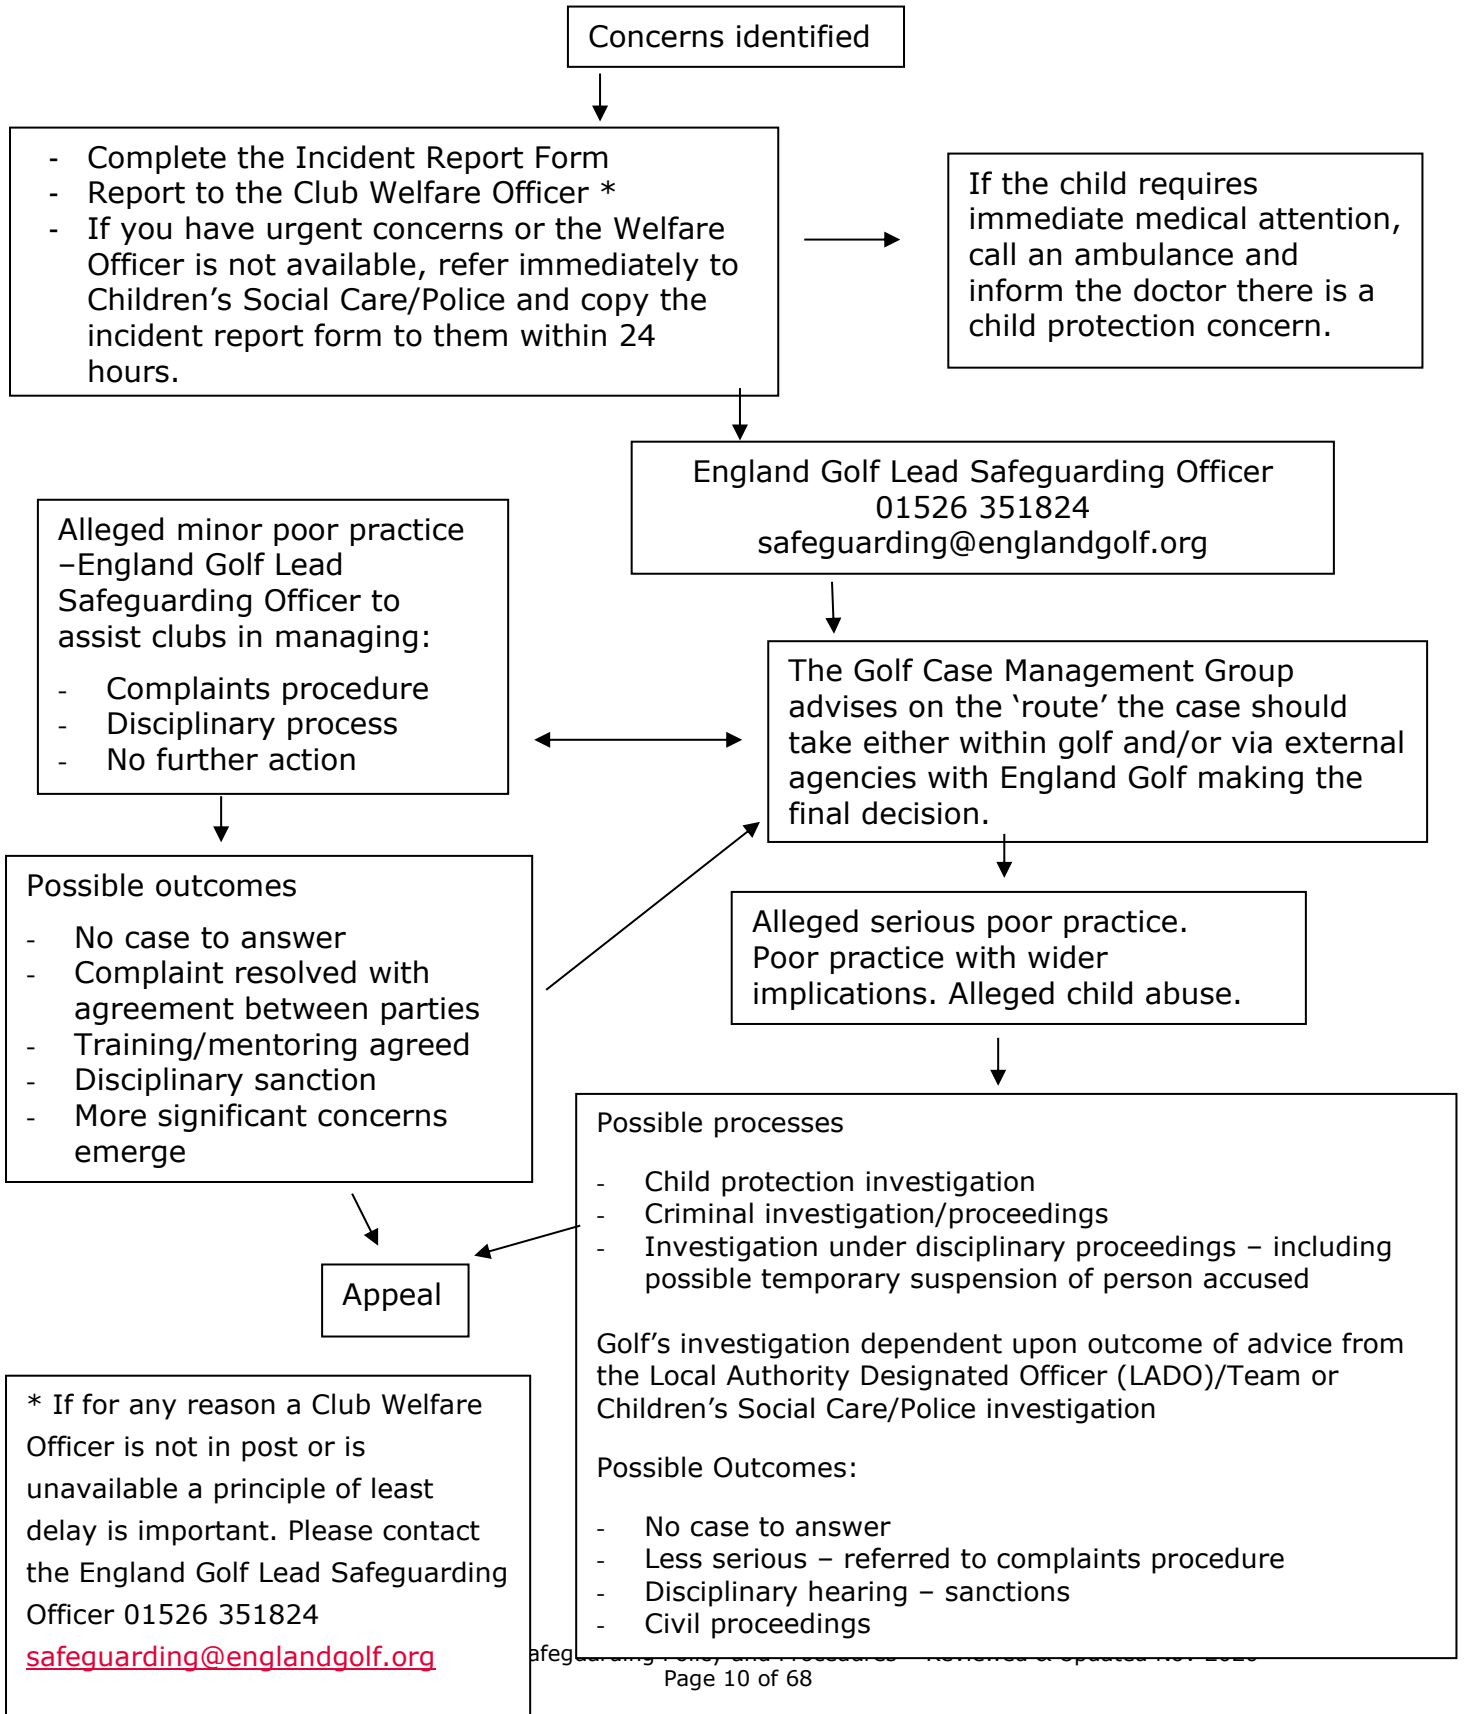 Concerns identified
- Complete the Incident Report Form
- Report to the Club Welfare Officer *
- If you have urgent concerns or the Welfare
Officer is not available, refer immediately to
Children’s Social Care/Police and copy the
incident report form to them within 24
hours.
If the child requires
immediate medical attention,
call an ambulance and
inform the doctor there is a
child protection concern.
England Golf Lead Safeguarding Officer
01526 351824
safeguarding@englandgolf.org
Alleged minor poor practice
–England Golf Lead
Safeguarding Officer to
assist clubs in managing:
- Complaints procedure
- Disciplinary process
- No further action
The Golf Case Management Group
advises on the ‘route’ the case should
take either within golf and/or via external
agencies with England Golf making the
final decision.
Possible outcomes
- No case to answer
- Complaint resolved with
agreement between parties
- Training/mentoring agreed
- Disciplinary sanction
- More significant concerns
emerge
Alleged serious poor practice.
Poor practice with wider
implications. Alleged child abuse.
Possible processes
- Child protection investigation
- Criminal investigation/proceedings
- Investigation under disciplinary proceedings – including
possible temporary suspension of person accused
Golf’s investigation dependent upon outcome of advice from
the Local Authority Designated Officer (LADO)/Team or
Children’s Social Care/Police investigation
Possible Outcomes:
- No case to answer
- Less serious – referred to complaints procedure
- Disciplinary hearing – sanctions
- Civil proceedings
Appeal
* If for any reason a Club Welfare
Officer is not in post or is
unavailable a principle of least
delay is important. Please contact
the England Golf Lead Safeguarding
Officer 01526 351824
safeguarding@englandgolf.org
Page 10 of 68